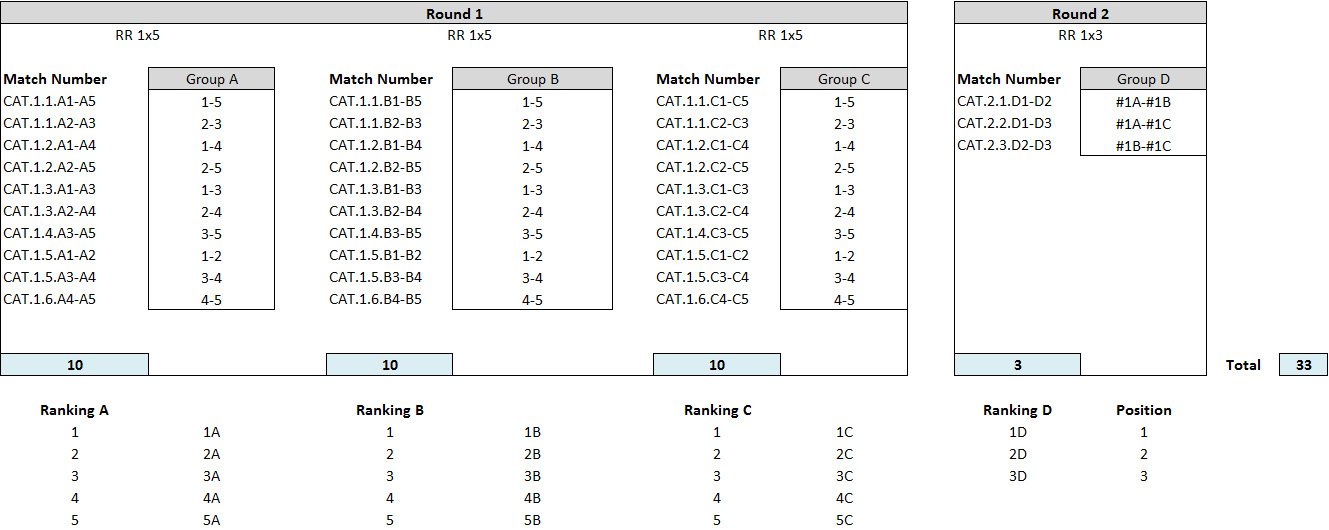 Round 1 Round 2
RR 1x5 RR 1x5 RR 1x5 RR 1x3
Match Number Group A Match Number Group B Match Number Group C Match Number Group D
CAT.1.1.A1-A5 1-5 CAT.1.1.B1-B5 1-5 CAT.1.1.C1-C5 1-5 CAT.2.1.D1-D2 #1A-#1B
CAT.1.1.A2-A3 2-3 CAT.1.1.B2-B3 2-3 CAT.1.1.C2-C3 2-3 CAT.2.2.D1-D3 #1A-#1C
CAT.1.2.A1-A4 1-4 CAT.1.2.B1-B4 1-4 CAT.1.2.C1-C4 1-4 CAT.2.3.D2-D3 #1B-#1C
CAT.1.2.A2-A5 2-5 CAT.1.2.B2-B5 2-5 CAT.1.2.C2-C5 2-5
CAT.1.3.A1-A3 1-3 CAT.1.3.B1-B3 1-3 CAT.1.3.C1-C3 1-3
CAT.1.3.A2-A4 2-4 CAT.1.3.B2-B4 2-4 CAT.1.3.C2-C4 2-4
CAT.1.4.A3-A5 3-5 CAT.1.4.B3-B5 3-5 CAT.1.4.C3-C5 3-5
CAT.1.5.A1-A2 1-2 CAT.1.5.B1-B2 1-2 CAT.1.5.C1-C2 1-2
CAT.1.5.A3-A4 3-4 CAT.1.5.B3-B4 3-4 CAT.1.5.C3-C4 3-4
CAT.1.6.A4-A5 4-5 CAT.1.6.B4-B5 4-5 CAT.1.6.C4-C5 4-5
10 10 10 3 Total 33
Ranking A Ranking B Ranking C Ranking D Position
1 1A 1 1B 1 1C 1D 1
2 2A 2 2B 2 2C 2D 2
3 3A 3 3B 3 3C 3D 3
4 4A 4 4B 4 4C
5 5A 5 5B 5 5C